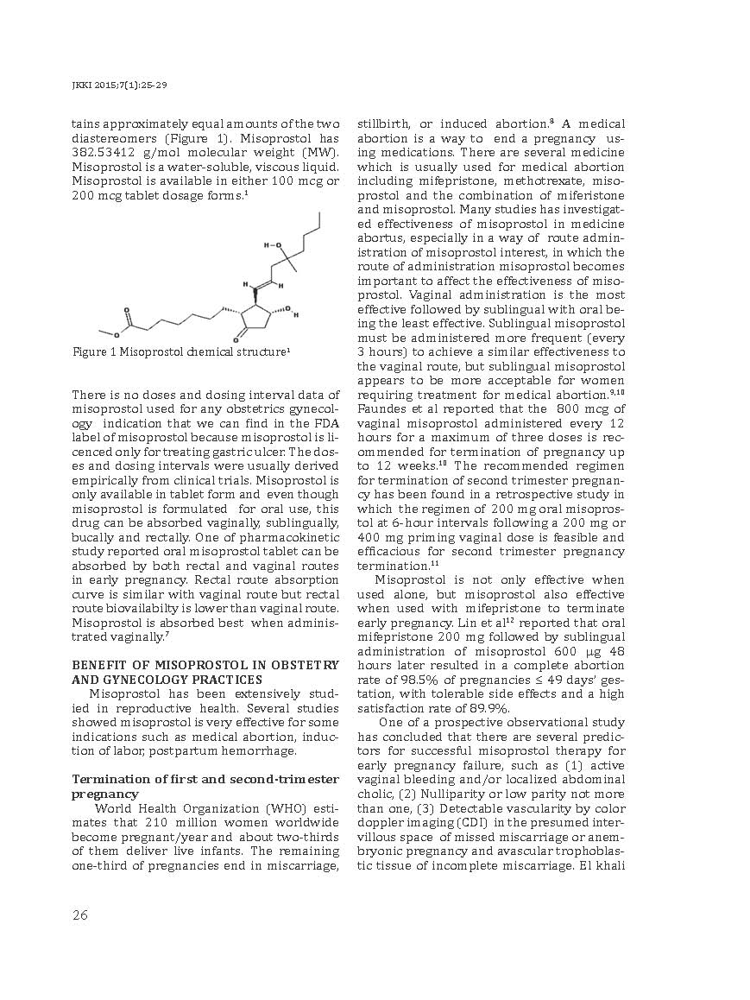 JKKI 2015;7(1):25-29
tains approximately equal amounts of the two
diastereomers (Figure 1). Misoprostol has
382.53412 g/mol molecular weight (MW).
Misoprostol is a water-soluble, viscous liquid.
Misoprostol is available in either 100 mcg or
200 mcg tablet dosage forms.¹
H-O
H
H
O
O
O
H
O
Figure 1 Misoprostol chemical structure¹
There is no doses and dosing interval data of
misoprostol used for any obstetrics gynecol-
ogy indication that we can find in the FDA
label of misoprostol because misoprostol is li-
cenced only for treating gastric ulcer. The dos-
es and dosing intervals were usually derived
empirically from clinical trials. Misoprostol is
only available in tablet form and even though
misoprostol is formulated for oral use, this
drug can be absorbed vaginally, sublingually,
bucally and rectally. One of pharmacokinetic
study reported oral misoprostol tablet can be
absorbed by both rectal and vaginal routes
in early pregnancy. Rectal route absorption
curve is similar with vaginal route but rectal
route biovailabilty is lower than vaginal route.
Misoprostol is absorbed best when adminis-
trated vaginally.⁷
BENEFIT OF MISOPROSTOL IN OBSTETRY
AND GYNECOLOGY PRACTICES
Misoprostol has been extensively stud-
ied in reproductive health. Several studies
showed misoprostol is very effective for some
indications such as medical abortion, induc-
tion of labor, postpartum hemorrhage.
Termination of first and second-trimester
pregnancy
World Health Organization (WHO) esti-
mates that 210 million women worldwide
become pregnant/year and about two-thirds
of them deliver live infants. The remaining
one-third of pregnancies end in miscarriage,
stillbirth, or induced abortion.⁸ A medical
abortion is a way to end a pregnancy us-
ing medications. There are several medicine
which is usually used for medical abortion
including mifepristone, methotrexate, miso-
prostol and the combination of miferistone
and misoprostol. Many studies has investigat-
ed effectiveness of misoprostol in medicine
abortus, especially in a way of route admin-
istration of misoprostol interest, in which the
route of administration misoprostol becomes
important to affect the effectiveness of miso-
prostol. Vaginal administration is the most
effective followed by sublingual with oral be-
ing the least effective. Sublingual misoprostol
must be administered more frequent (every
3 hours) to achieve a similar effectiveness to
the vaginal route, but sublingual misoprostol
appears to be more acceptable for women
requiring treatment for medical abortion.⁹,¹⁰
Faundes et al reported that the 800 mcg of
vaginal misoprostol administered every 12
hours for a maximum of three doses is rec-
ommended for termination of pregnancy up
to 12 weeks.¹⁰ The recommended regimen
for termination of second trimester pregnan-
cy has been found in a retrospective study in
which the regimen of 200 mg oral misopros-
tol at 6-hour intervals following a 200 mg or
400 mg priming vaginal dose is feasible and
efficacious for second trimester pregnancy
termination.¹¹
Misoprostol is not only effective when
used alone, but misoprostol also effective
when used with mifepristone to terminate
early pregnancy. Lin et al¹² reported that oral
mifepristone 200 mg followed by sublingual
administration of misoprostol 600 µg 48
hours later resulted in a complete abortion
rate of 98.5% of pregnancies ≤ 49 days’ ges-
tation, with tolerable side effects and a high
satisfaction rate of 89.9%.
One of a prospective observational study
has concluded that there are several predic-
tors for successful misoprostol therapy for
early pregnancy failure, such as (1) active
vaginal bleeding and/or localized abdominal
cholic, (2) Nulliparity or low parity not more
than one, (3) Detectable vascularity by color
doppler imaging (CDI) in the presumed inter-
villous space of missed miscarriage or anem-
bryonic pregnancy and avascular trophoblas-
tic tissue of incomplete miscarriage. El khali
26